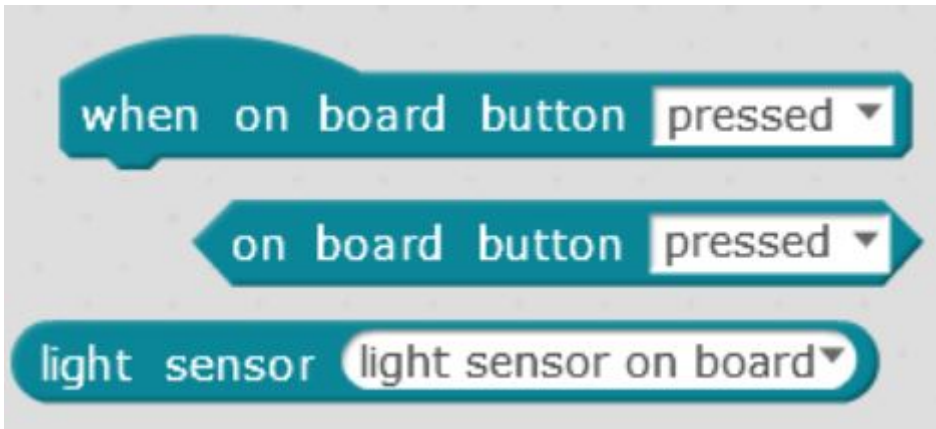 when on board button pressed
on board button pressed
light sensor light sensor on board